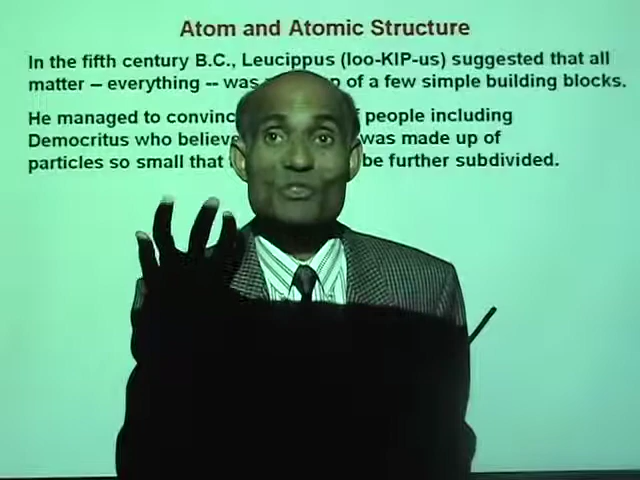 Atom and Atomic Structure
In the fifth century B.C., Leucippus (loo-KIP-us) suggested that all
matter – everything -- was of a few simple building blocks.
He managed to people including
Democritus who was made up of
particles so small that be further subdivided.